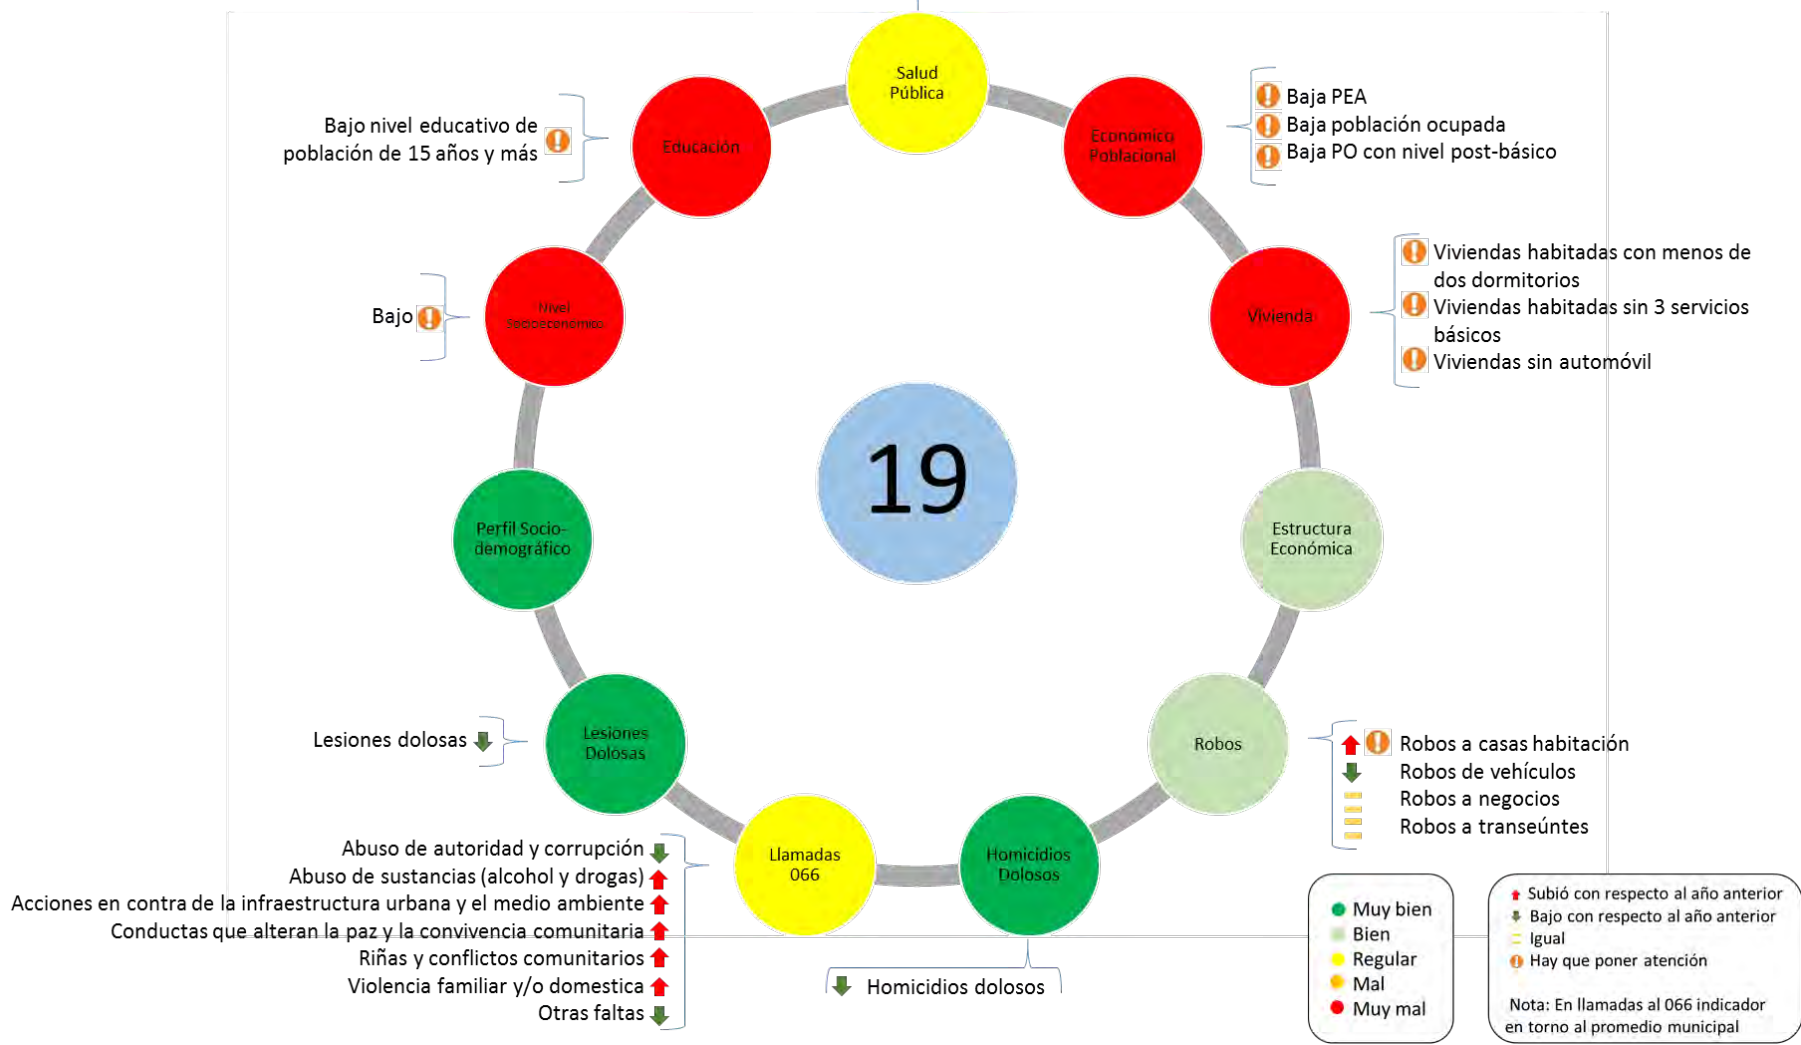 Salud
Pública
Económico
Poblacional
Baja PEA
Baja población ocupada
Baja PO con nivel post-básico
Vivienda
Viviendas habitadas con menos de
dos dormitorios
Viviendas habitadas sin 3 servicios
básicos
Viviendas sin automóvil
Estructura
Económica
Robos
Robos a casas habitación
Robos de vehículos
Robos a negocios
Robos a transeúntes
Homicidios
Dolosos
Homicidios dolosos
Llamadas
066
Abuso de autoridad y corrupción
Abuso de sustancias (alcohol y drogas)
Acciones en contra de la infraestructura urbana y el medio ambiente
Conductas que alteran la paz y la convivencia comunitaria
Riñas y conflictos comunitarios
Violencia familiar y/o domestica
Otras faltas
Lesiones
Dolosas
Lesiones dolosas
Perfil Socio-
demográfico
Nivel
Socioeconómico
Bajo
Educación
Bajo nivel educativo de
población de 15 años y más
19
Muy bien
Bien
Regular
Mal
Muy mal
Subió con respecto al año anterior
Bajo con respecto al año anterior
Igual
Hay que poner atención
Nota: En llamadas al 066 indicador
en torno al promedio municipal